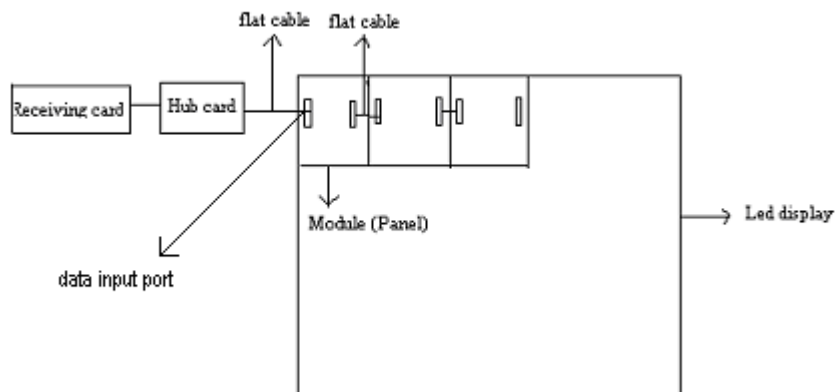 flat cable
flat cable
Receiving card
Hub card
Module (Panel)
Led display
data input port